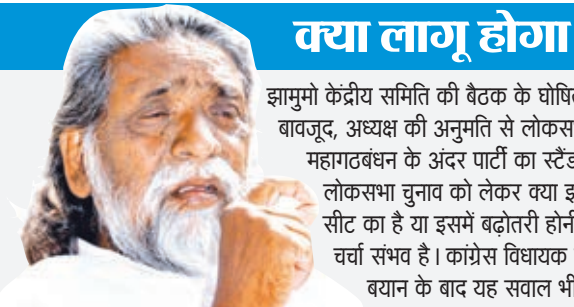 क्या लागू होगा
झामुमो केंद्रीय समिति की बैठक के घोषित
बावजूद, अध्यक्ष की अनुमति से लोकस
महागठबंधन के अंदर पार्टी का स्टैंड
लोकसभा चुनाव को लेकर क्या झ
सीट का है या इसमें बढ़ोतरी होनी
चर्चा संभव है। कांग्रेस विधायक
बयान के बाद यह सवाल भी